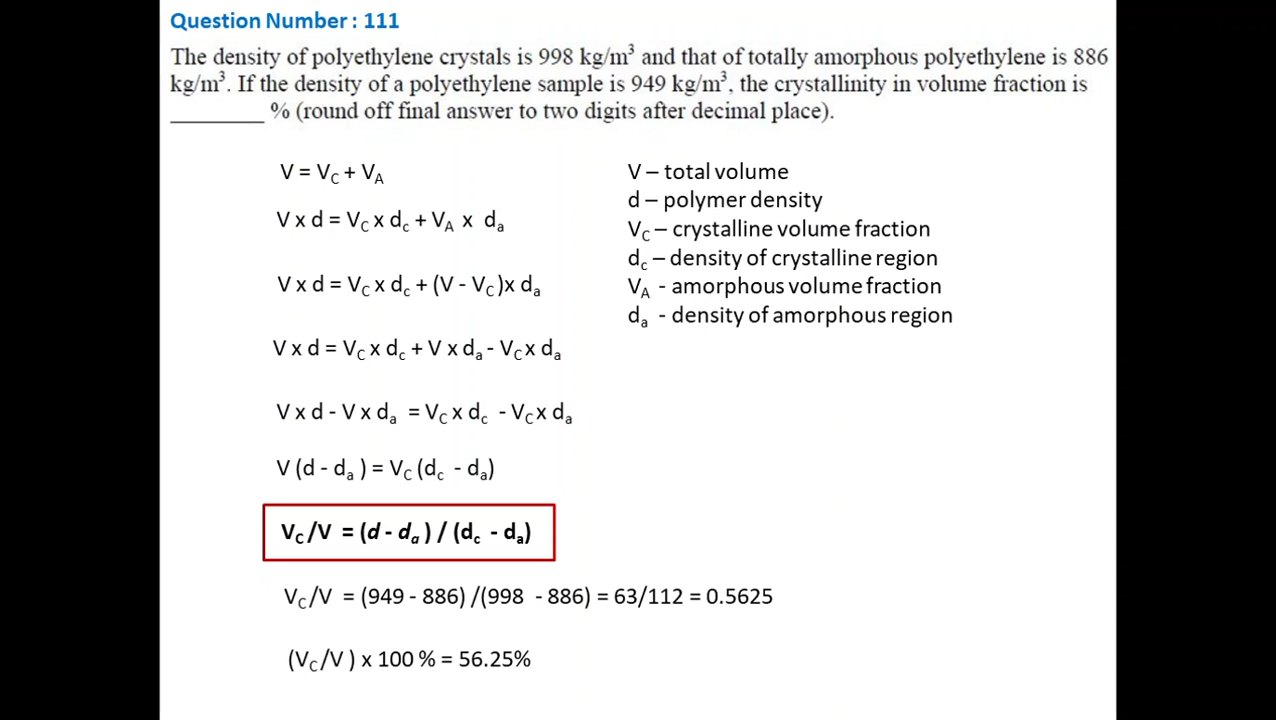 Question Number : 111
The density of polyethylene crystals is 998 kg/m³ and that of totally amorphous polyethylene is 886
kg/m³. If the density of a polyethylene sample is 949 kg/m³, the crystallinity in volume fraction is
_________ % (round off final answer to two digits after decimal place).
V = V_C + V_A
V x d = V_C x d_c + V_A x d_a
V x d = V_C x d_c + (V - V_C)x d_a
V x d = V_C x d_c + V x d_a - V_C x d_a
V x d - V x d_a = V_C x d_c - V_C x d_a
V (d - d_a ) = V_C (d_c - d_a)
V_C /V = (d - d_a ) / (d_c - d_a)
V_C /V = (949 - 886) /(998 - 886) = 63/112 = 0.5625
(V_C /V ) x 100 % = 56.25%
V – total volume
d – polymer density
V_C – crystalline volume fraction
d_c – density of crystalline region
V_A - amorphous volume fraction
d_a - density of amorphous region